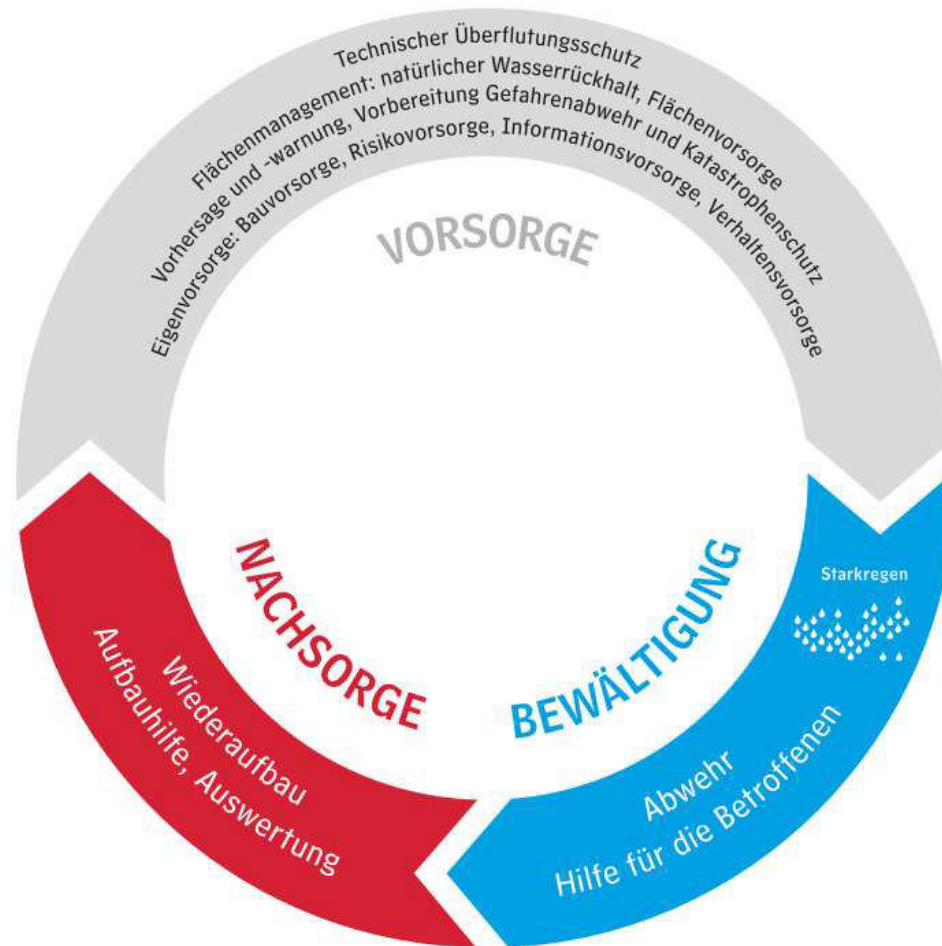 Technischer Überflutungsschutz
Flächenmanagement: natürlicher Wasserrückhalt, Flächenvorsorge
Vorhersage und -warnung, Vorbereitung Gefahrenabwehr und Katastrophenschutz
Eigenvorsorge: Bauvorsorge, Risikovorsorge, Informationsvorsorge, Verhaltensvorsorge
VORSORGE
Starkregen
BEWÄLTIGUNG
Abwehr
Hilfe für die Betroffenen
NACHSORGE
Wiederaufbau
Aufbauhilfe, Auswertung